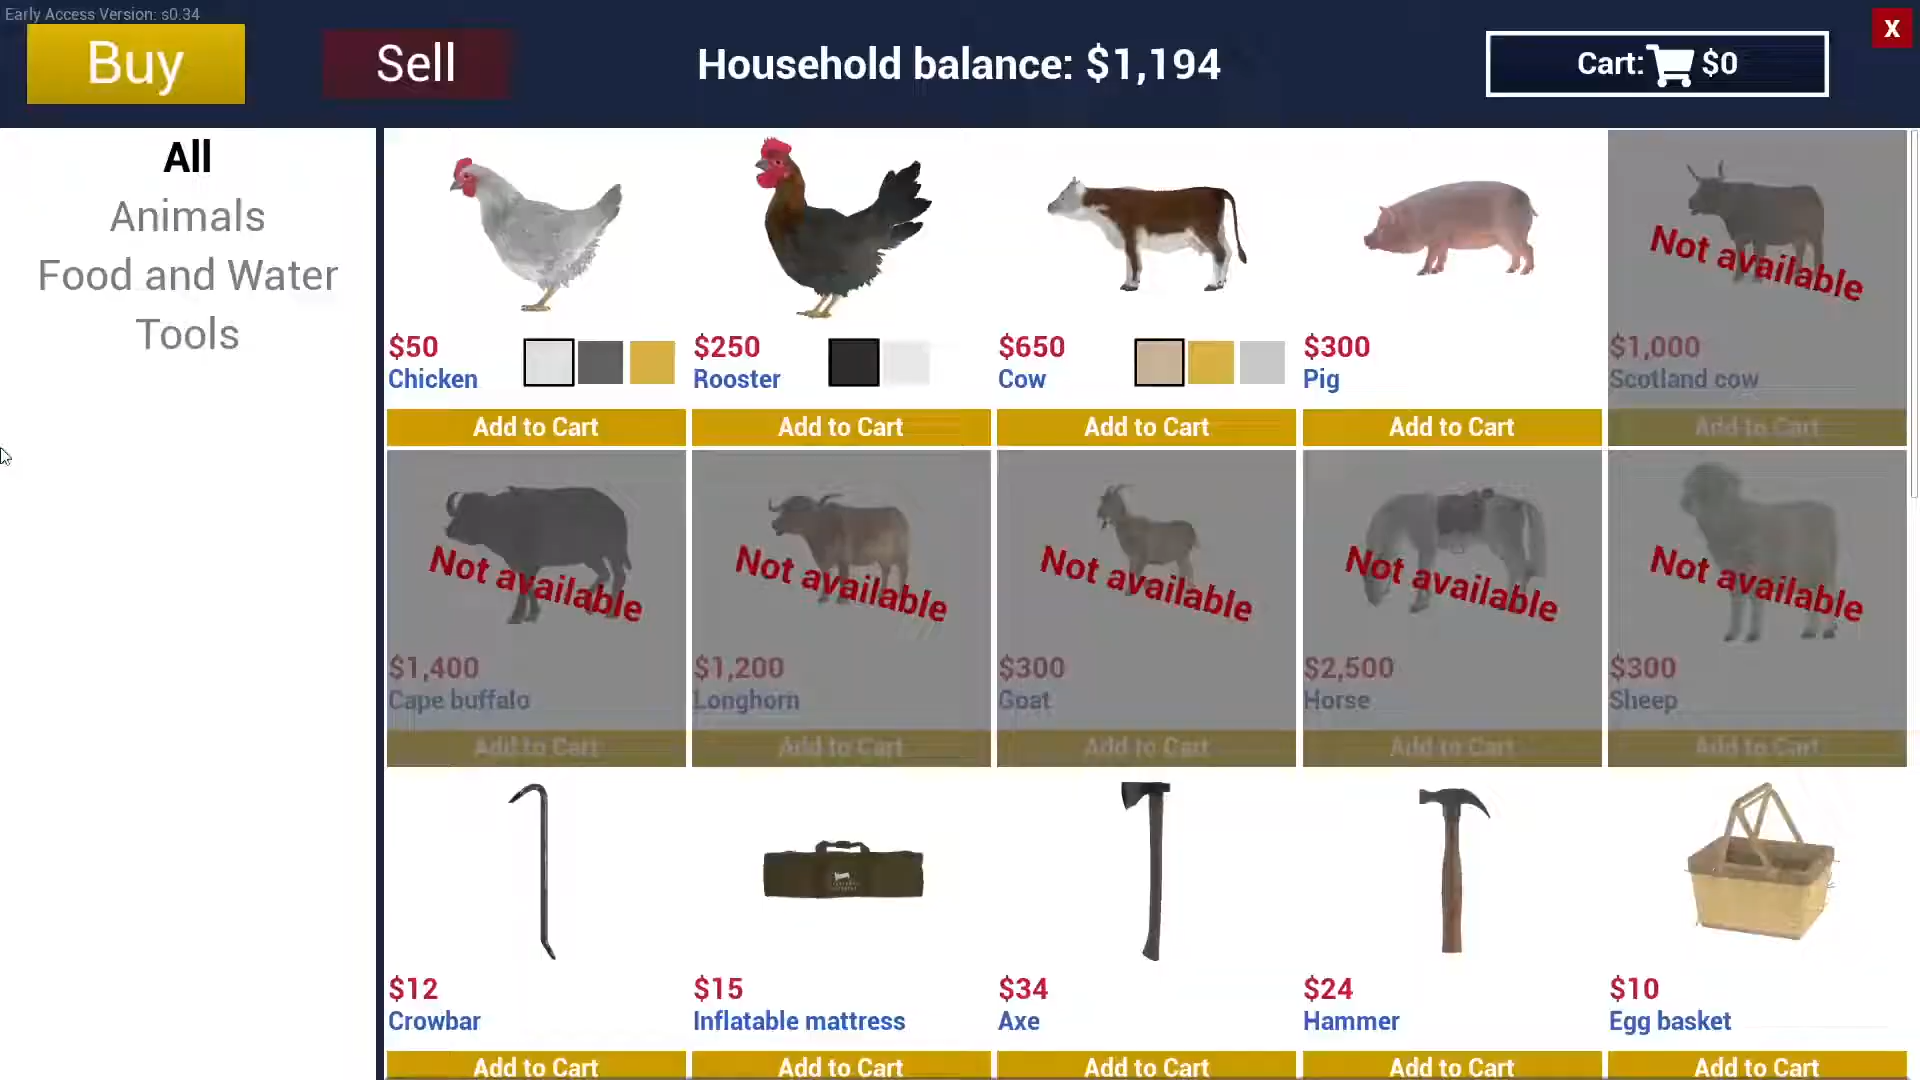 Early Access Version: s0.34
Buy
Sell
Household balance: $1,194
Cart: $0
X
All
Animals
Food and Water
Tools
$50
Chicken
Add to Cart
$250
Rooster
Add to Cart
$650
Cow
Add to Cart
$300
Pig
Add to Cart
Not available
$1,000
Scotland cow
Add to Cart
Not available
$1,400
Cape buffalo
Add to Cart
Not available
$1,200
Longhorn
Add to Cart
Not available
$300
Goat
Add to Cart
Not available
$2,500
Horse
Add to Cart
Not available
$300
Sheep
Add to Cart
$12
Crowbar
Add to Cart
$15
Inflatable mattress
Add to Cart
$34
Axe
Add to Cart
$24
Hammer
Add to Cart
$10
Egg basket
Add to Cart